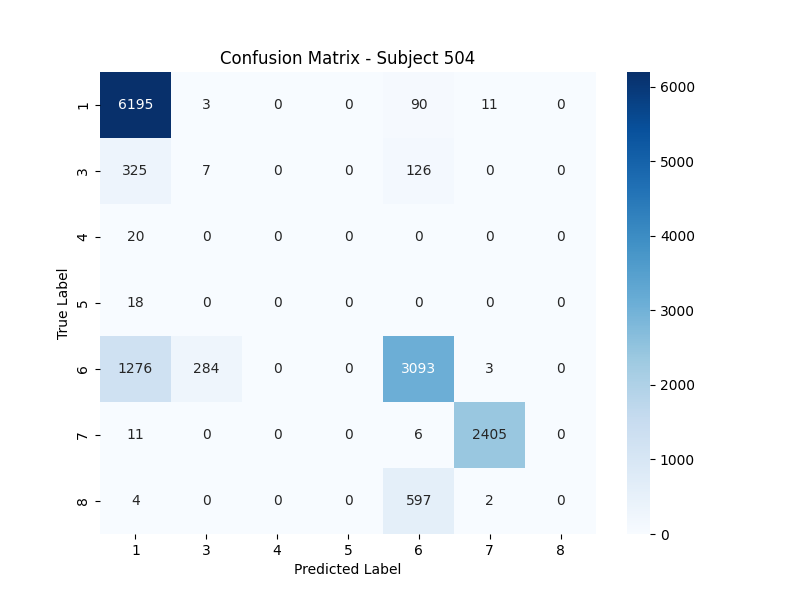 Confusion Matrix - Subject 504
1 6195 3 0 0 90 11 0
3 325 7 0 0 126 0 0
4 20 0 0 0 0 0 0
5 18 0 0 0 0 0 0
6 1276 284 0 0 3093 3 0
7 11 0 0 0 6 2405 0
8 4 0 0 0 597 2 0
1 3 4 5 6 7 8
Predicted Label
True Label
6000
5000
4000
3000
2000
1000
0